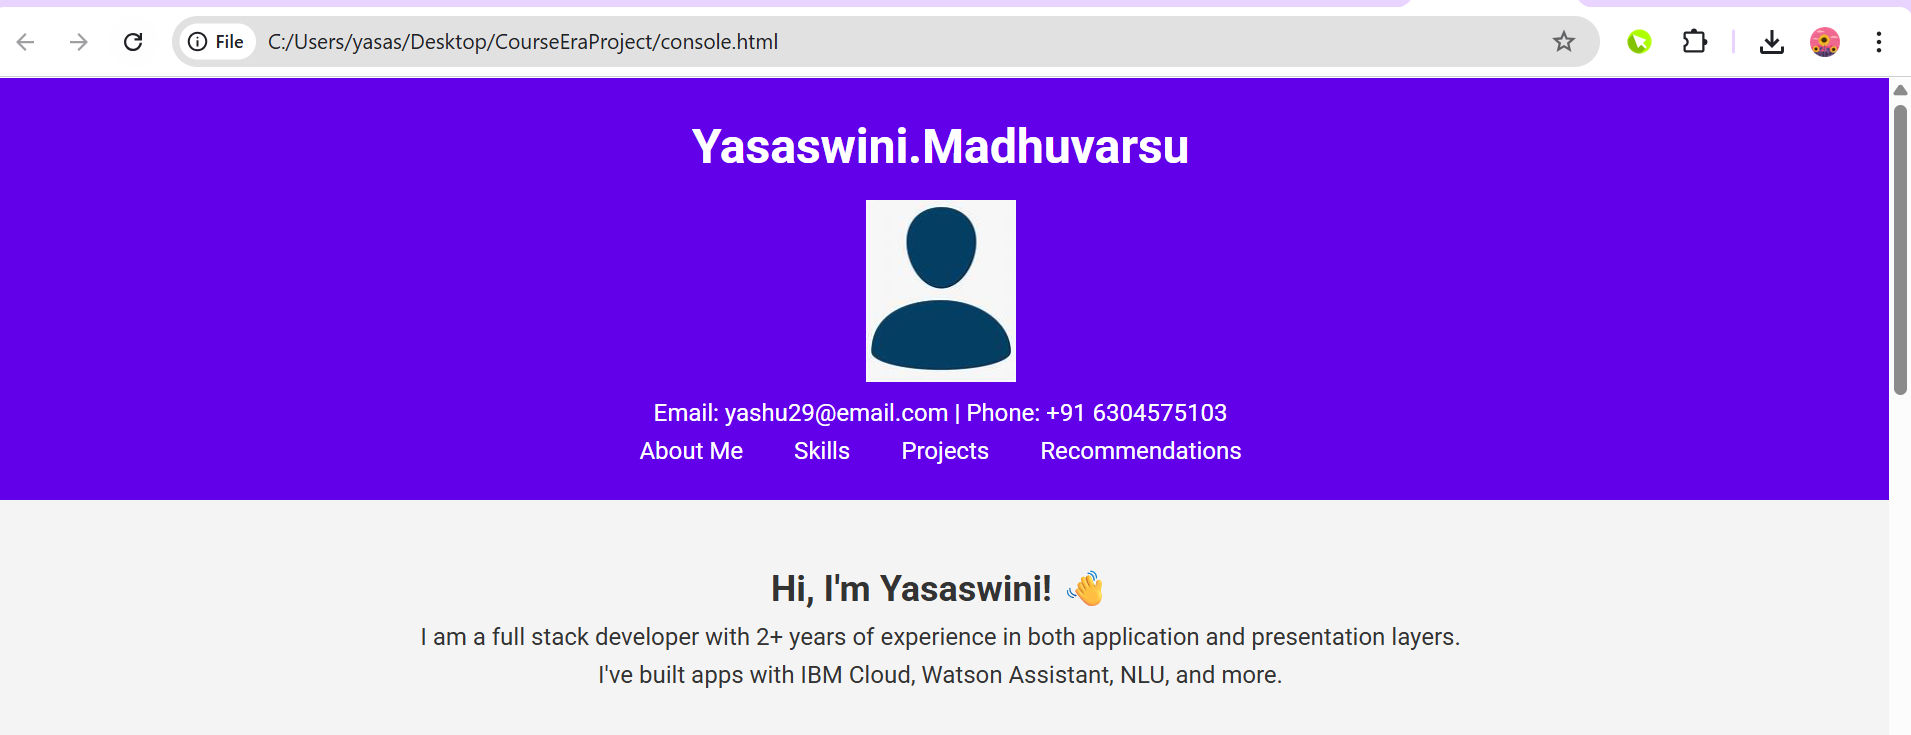 File C:/Users/yasas/Desktop/CourseEraProject/console.html
Yasaswini.Madhuvarsu
Email: yashu29@email.com | Phone: +91 6304575103
About Me Skills Projects Recommendations
Hi, I'm Yasaswini! 👋
I am a full stack developer with 2+ years of experience in both application and presentation layers.
I've built apps with IBM Cloud, Watson Assistant, NLU, and more.